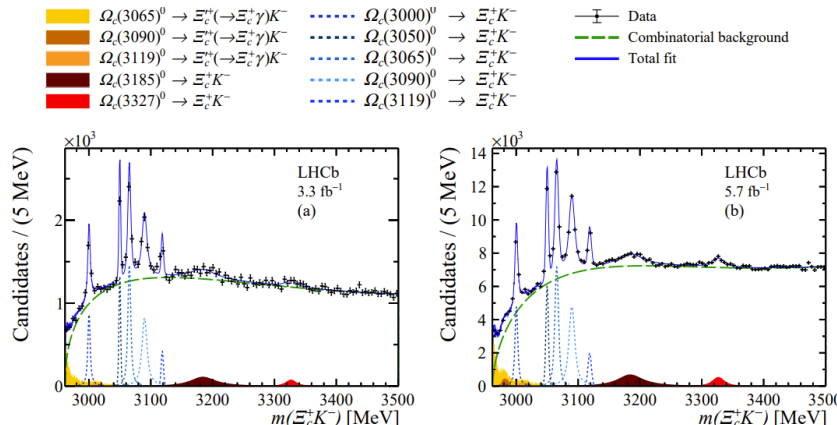 Ω_c(3065)^0 → Ξ_c'^+(→Ξ_c^+γ)K^-
Ω_c(3090)^0 → Ξ_c'^+(→Ξ_c^+γ)K^-
Ω_c(3119)^0 → Ξ_c'^+(→Ξ_c^+γ)K^-
Ω_c(3185)^0 → Ξ_c^+K^-
Ω_c(3327)^0 → Ξ_c^+K^-
Ω_c(3000)^0 → Ξ_c^+K^-
Ω_c(3050)^0 → Ξ_c^+K^-
Ω_c(3065)^0 → Ξ_c^+K^-
Ω_c(3090)^0 → Ξ_c^+K^-
Ω_c(3119)^0 → Ξ_c^+K^-
Data
Combinatorial background
Total fit
×10^3
LHCb
3.3 fb^−1
(a)
Candidates / (5 MeV)
2
1
0
3000 3100 3200 3300 3400 3500
m(Ξ_c^+K^-) [MeV]
×10^3
LHCb
5.7 fb^−1
(b)
Candidates / (5 MeV)
14
12
10
8
6
4
2
0
3000 3100 3200 3300 3400 3500
m(Ξ_c^+K^-) [MeV]